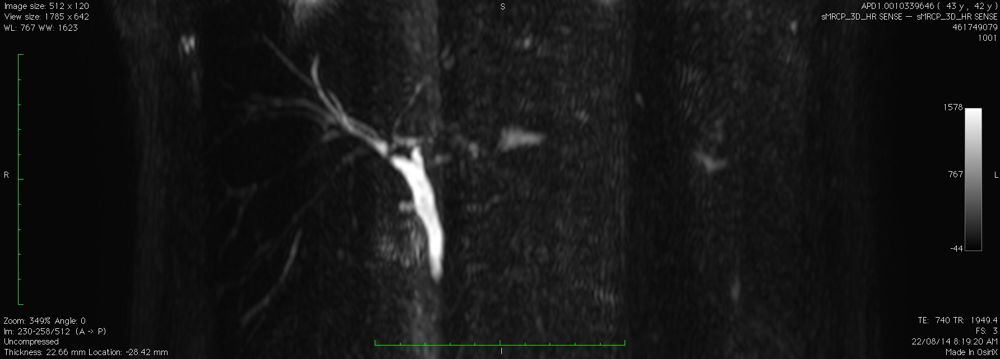 Image size: 512 x 120
View size: 1785 x 642
WL: 767 WW: 1623
S
APD1.0010339646 ( 43 y , 42 y )
sMRCP_3D_HR SENSE — sMRCP_3D_HR SENSE
461749079
1001
R
1578
767
-44
L
Zoom: 349% Angle: 0
Im: 230-258/512 (A -> P)
Uncompressed
Thickness: 22.66 mm Location: -28.42 mm
I
TE: 740 TR: 1949.4
FS: 3
22/08/14 8:19:20 AM
Made In OsiriX